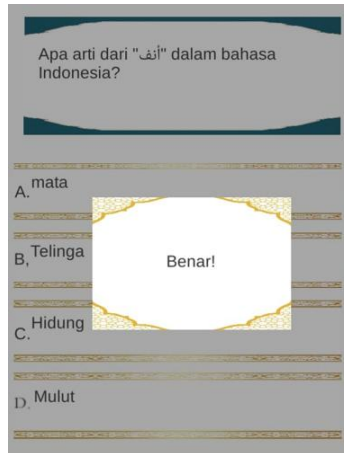 Apa arti dari "أنف" dalam bahasa
Indonesia?
A. mata
B, Telinga
Benar!
C. Hidung
D. Mulut